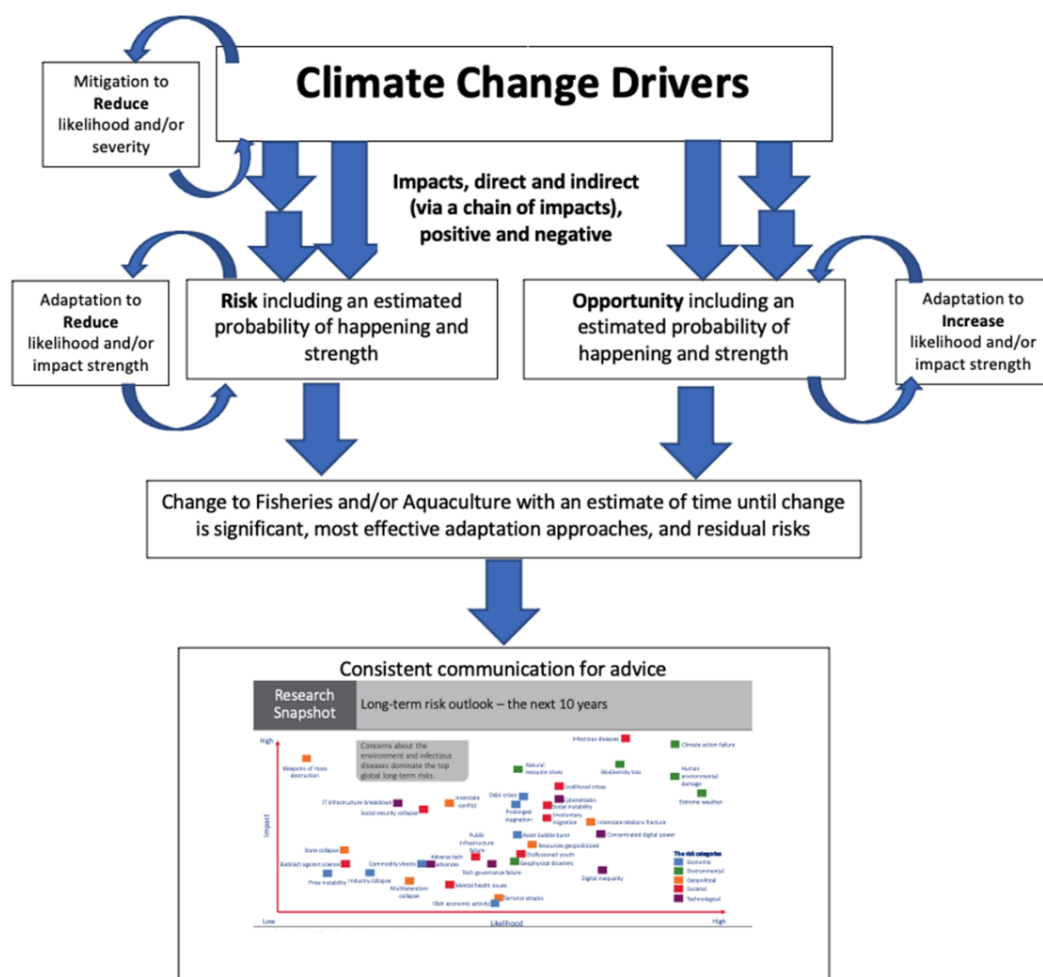 Climate Change Drivers
Mitigation to
Reduce
likelihood and/or
severity
Impacts, direct and indirect
(via a chain of impacts),
positive and negative
Adaptation to
Reduce
likelihood and/or
impact strength
Risk including an estimated
probability of happening and
strength
Opportunity including an
estimated probability of
happening and strength
Adaptation to
Increase
likelihood and/or
impact strength
Change to Fisheries and/or Aquaculture with an estimate of time until change
is significant, most effective adaptation approaches, and residual risks
Consistent communication for advice
Research
Snapshot
Long-term risk outlook – the next 10 years
High
Concerns about the
environment and infectious
diseases dominate the top
global long-term risks.
Infectious diseases
Climate action failure
Weapons of mass
destruction
Natural
resource crises
Biodiversity loss
Human
environmental
damage
Livelihood crises
Extreme weather
IT infrastructure breakdown
Social security collapse
Interstate
conflict
Debt crises
Prolonged
stagnation
Cyberattacks
Social instability
Involuntary
migration
Interstate relations fracture
Impact
Public
infrastructure
failure
Asset bubble burst
Concentrated digital power
Resources geopolitized
State collapse
Backlash against science
Commodity shocks
Adverse tech
advances
Disillusioned youth
Geophysical disasters
Tech governance failure
Price instability
Industry collapse
Multilateralism
collapse
Mental health issues
Digital inequality
Terrorist attacks
Illicit economic activity
The risk categories
Economic
Environmental
Geopolitical
Societal
Technological
Low
Likelihood
High